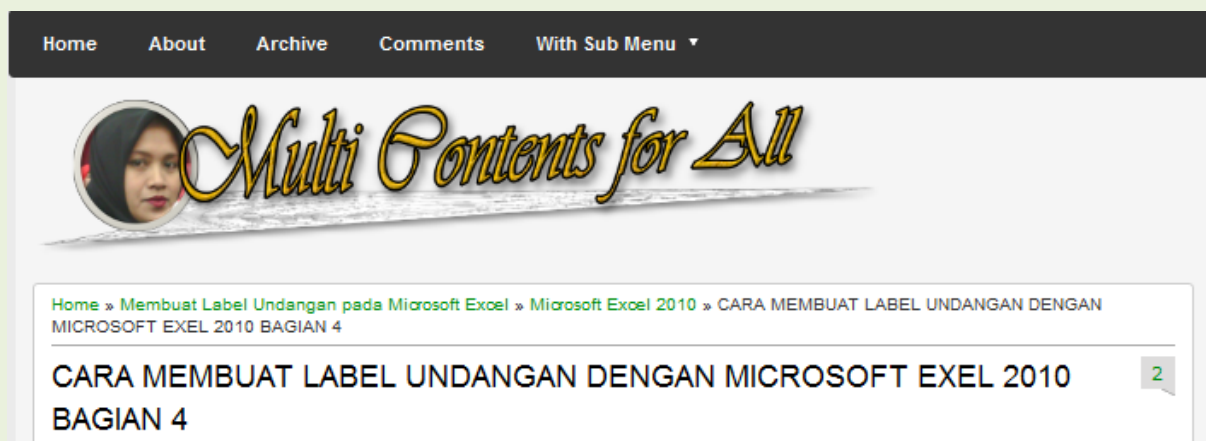 Home About Archive Comments With Sub Menu ▼
Multi Contents for All
Home » Membuat Label Undangan pada Microsoft Excel » Microsoft Excel 2010 » CARA MEMBUAT LABEL UNDANGAN DENGAN
MICROSOFT EXEL 2010 BAGIAN 4
CARA MEMBUAT LABEL UNDANGAN DENGAN MICROSOFT EXEL 2010
2
BAGIAN 4